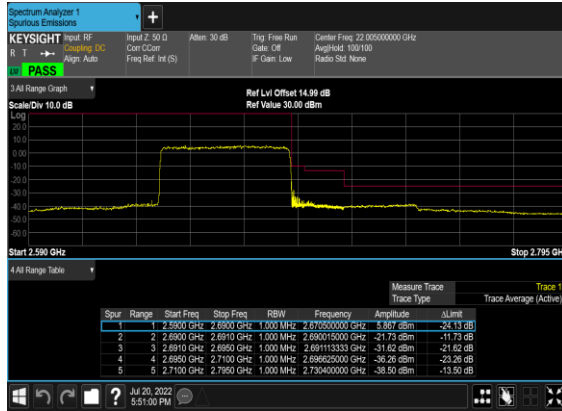 Spectrum Analyzer 1
Spurious Emissions
+
KEYSIGHT Input: RF Input Z: 50 Ω Atten: 30 dB Trig: Free Run Center Freq: 22.005000000 GHz
R T Coupling: DC Corr CCorr Gate: Off Avg|Hold: 100/100
Align: Auto Freq Ref: Int (S) IF Gain: Low Radio Std: None
PASS
3 All Range Graph
Ref Lvl Offset 14.99 dB
Scale/Div 10.0 dB Ref Value 30.00 dBm
Log
20.0
10.0
0.00
-10.0
-20.0
-30.0
-40.0
-50.0
-60.0
Start 2.590 GHz Stop 2.795 GH
4 All Range Table
Measure Trace Trace 1
Trace Type Trace Average (Active)
Spur Range Start Freq Stop Freq RBW Frequency Amplitude ΔLimit
1 1 2.5900 GHz 2.6900 GHz 1.000 MHz 2.670500000 GHz 5.867 dBm -24.13 dB
2 2 2.6900 GHz 2.6910 GHz 1.000 MHz 2.690015000 GHz -21.73 dBm -11.73 dB
3 3 2.6910 GHz 2.6950 GHz 1.000 MHz 2.691113333 GHz -31.62 dBm -21.62 dB
4 4 2.6950 GHz 2.7100 GHz 1.000 MHz 2.696625000 GHz -36.26 dBm -23.26 dB
5 5 2.7100 GHz 2.7950 GHz 1.000 MHz 2.730400000 GHz -38.50 dBm -13.50 dB
? Jul 20, 2022
5:51:00 PM